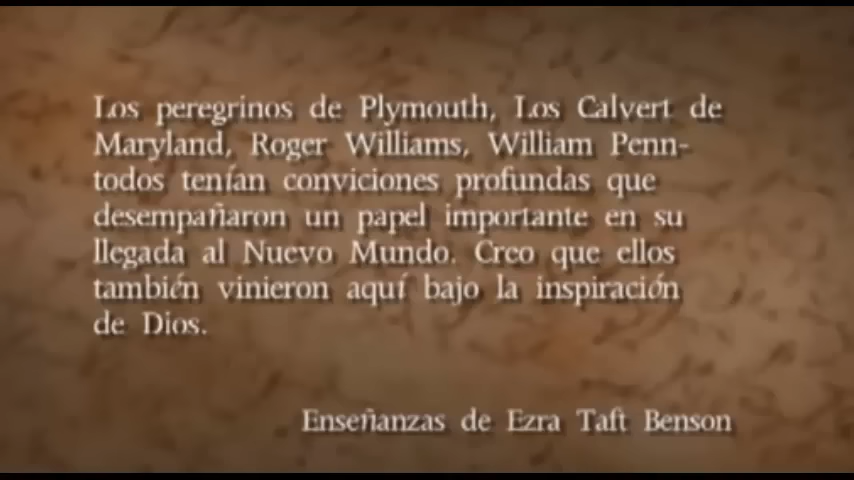 Los peregrinos de Plymouth, Los Calvert de
Maryland, Roger Williams, William Penn-
todos tenían conviciones profundas que
desempañaron un papel importante en su
llegada al Nuevo Mundo. Creo que ellos
también vinieron aquí bajo la inspiración
de Dios.
Enseñanzas de Ezra Taft Benson